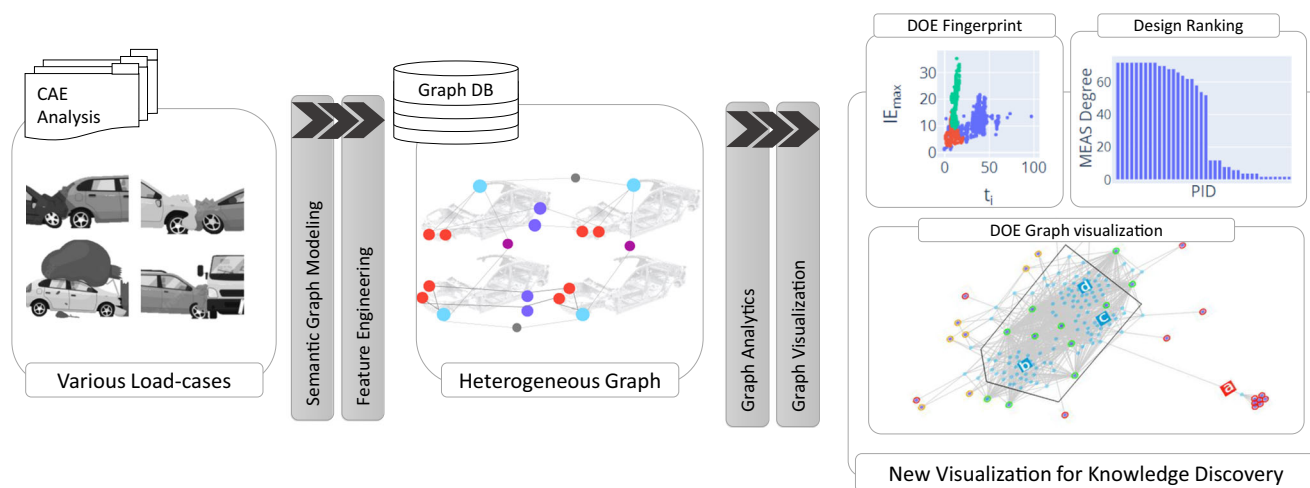 CAE
Analysis
Various Load-cases
Semantic Graph Modeling
Feature Engineering
Graph DB
Heterogeneous Graph
Graph Analytics
Graph Visualization
DOE Fingerprint
IEmax
30
20
10
0
0
50
100
ti
Design Ranking
MEAS Degree
60
40
20
0
PID
DOE Graph visualization
d
c
b
a
New Visualization for Knowledge Discovery